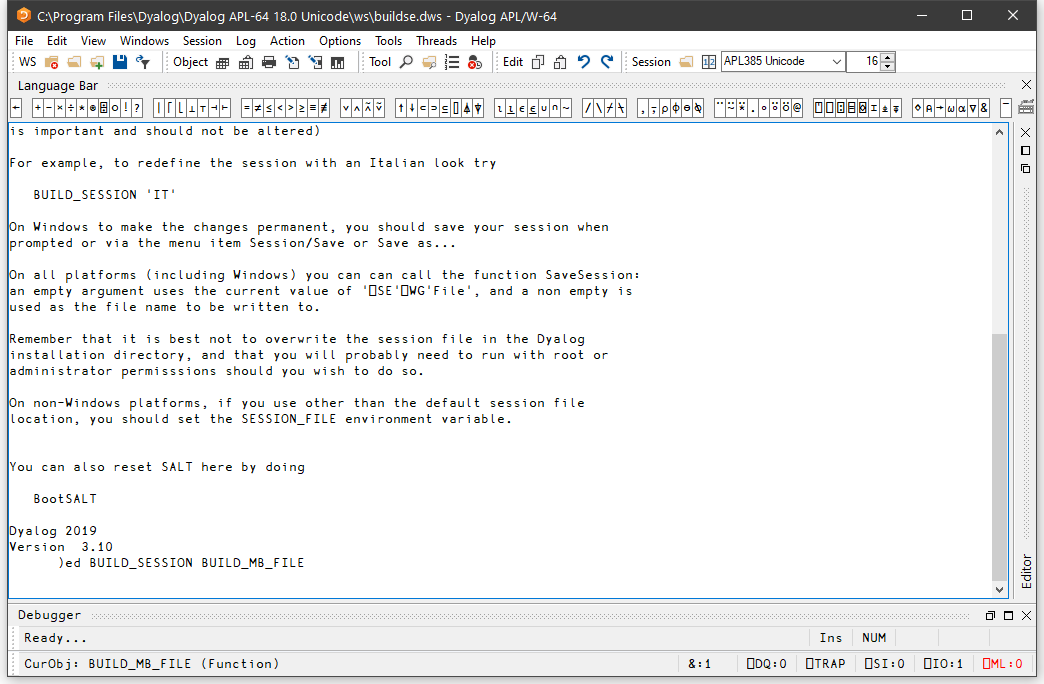 C:\Program Files\Dyalog\Dyalog APL-64 18.0 Unicode\ws\buildse.dws - Dyalog APL/W-64
File Edit View Windows Session Log Action Options Tools Threads Help
WS Object Tool Edit Session APL385 Unicode 16
Language Bar
← +-×÷*⍟⌹○!? |⌈⌊⊥⊤⊣⊢ =≠≤<>≥≡≢ ∨∧⍲⍱ ↑↓⊂⊃⊆⌷⍋⍒ ⍳⍸∊⍷∪∩~ /\⌿⍀ ,⍪⍴⌽⊖⍉ ¨⍨⍣.∘⍤⍥@ ⍞⎕⍠⌸⌺⌶⍎⍕ ⋄⍝→⍵⍺∇& ¯
is important and should not be altered)
For example, to redefine the session with an Italian look try
BUILD_SESSION 'IT'
On Windows to make the changes permanent, you should save your session when
prompted or via the menu item Session/Save or Save as...
On all platforms (including Windows) you can can call the function SaveSession:
an empty argument uses the current value of '⎕SE'⎕WG'File', and a non empty is
used as the file name to be written to.
Remember that it is best not to overwrite the session file in the Dyalog
installation directory, and that you will probably need to run with root or
administrator permisssions should you wish to do so.
On non-Windows platforms, if you use other than the default session file
location, you should set the SESSION_FILE environment variable.
You can also reset SALT here by doing
BootSALT
Dyalog 2019
Version  3.10
)ed BUILD_SESSION BUILD_MB_FILE
Editor
Debugger
Ready... Ins NUM
CurObj: BUILD_MB_FILE (Function) &:1 ⎕DQ:0 ⎕TRAP ⎕SI:0 ⎕IO:1 ⎕ML:0